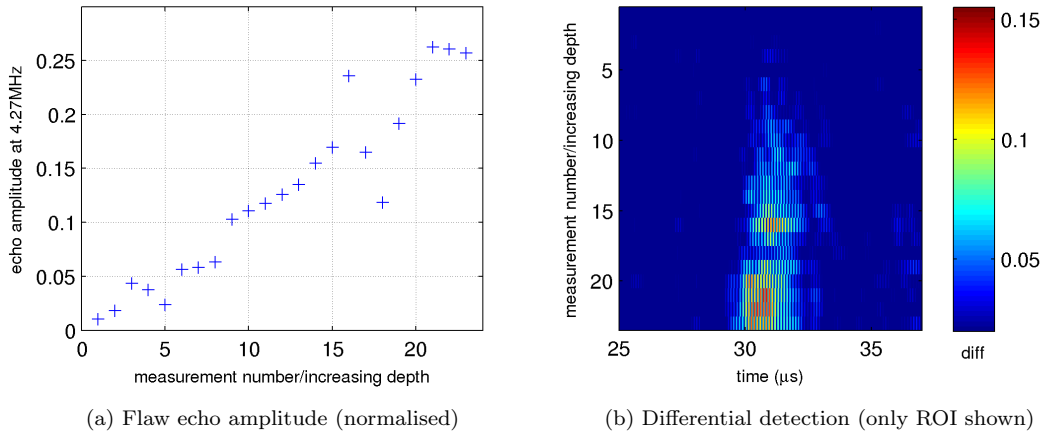 echo amplitude at 4.27MHz
0.25
0.2
0.15
0.1
0.05
0
0 5 10 15 20
measurement number/increasing depth
(a) Flaw echo amplitude (normalised)
measurement number/increasing depth
5
10
15
20
25 30 35
time (μs)
0.15
0.1
0.05
diff
(b) Differential detection (only ROI shown)